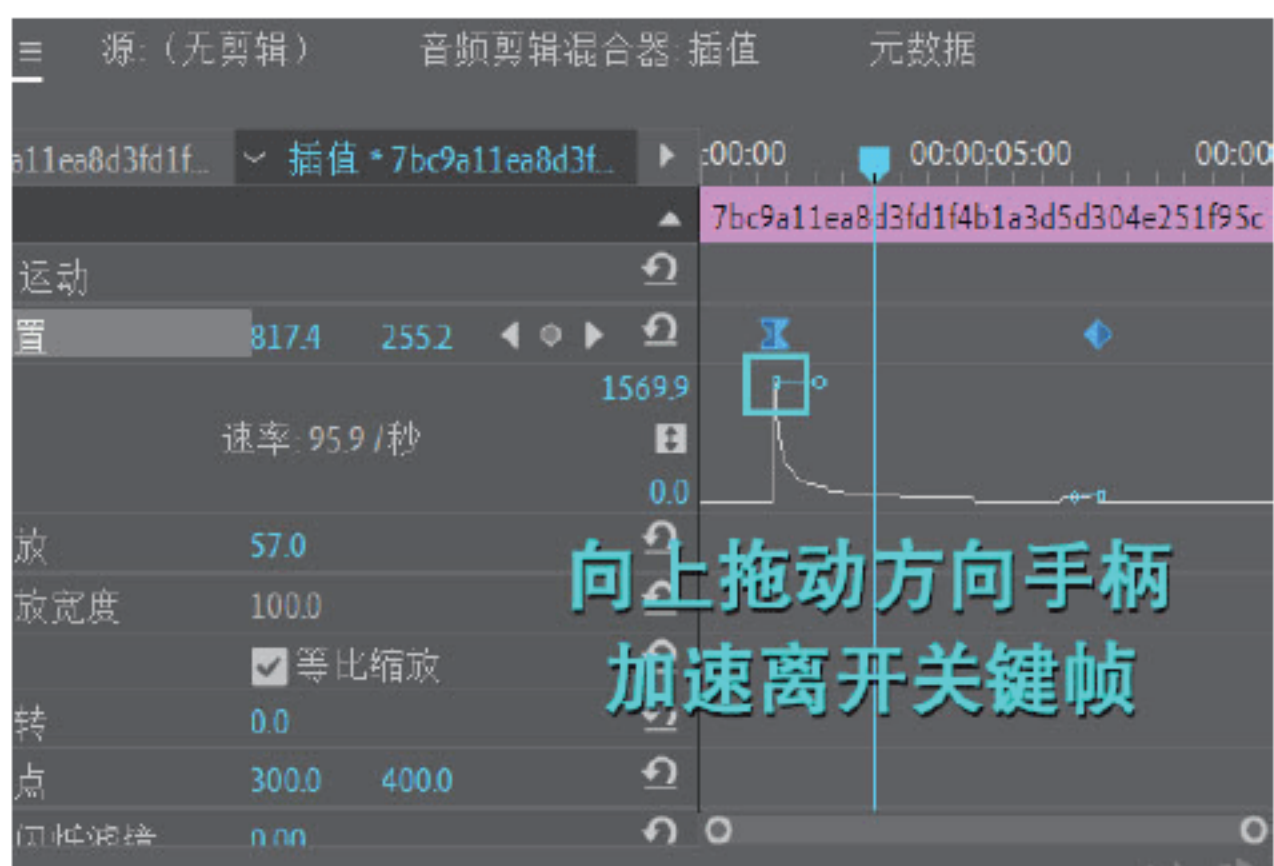 源:（无剪辑） 音频剪辑混合器:插值 元数据
a11ea8d3fd1f... 插值*7bc9a11ea8d3f... :00:00 00:00:05:00 00:00
7bc9a11ea8d3fd1f4b1a3d5d304e251f95c
运动
置 817.4 255.2
1569.9
速率:95.9/秒
0.0
放 57.0
向上拖动方向手柄
放宽度 100.0
等比缩放
加速离开关键帧
转 0.0
点 300.0 400.0
0.00